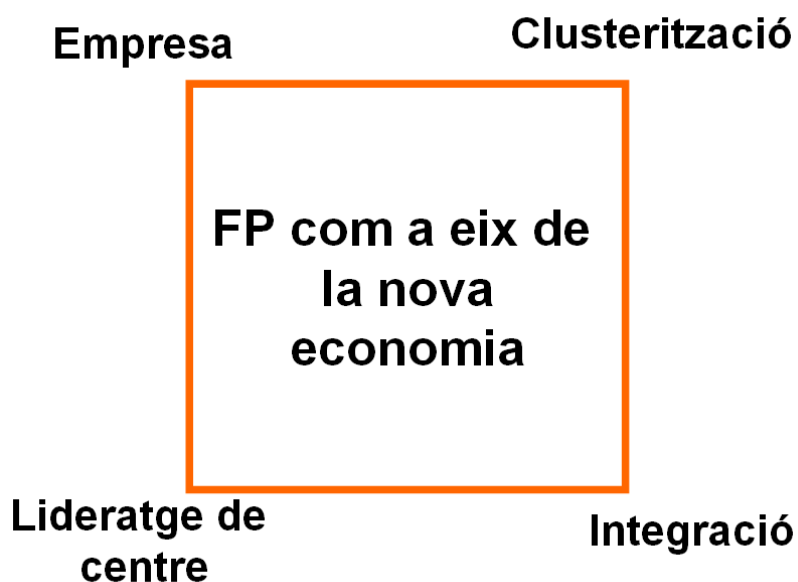 Empresa
Clusterització
FP com a eix de
la nova
economia
Lideratge de
centre
Integració